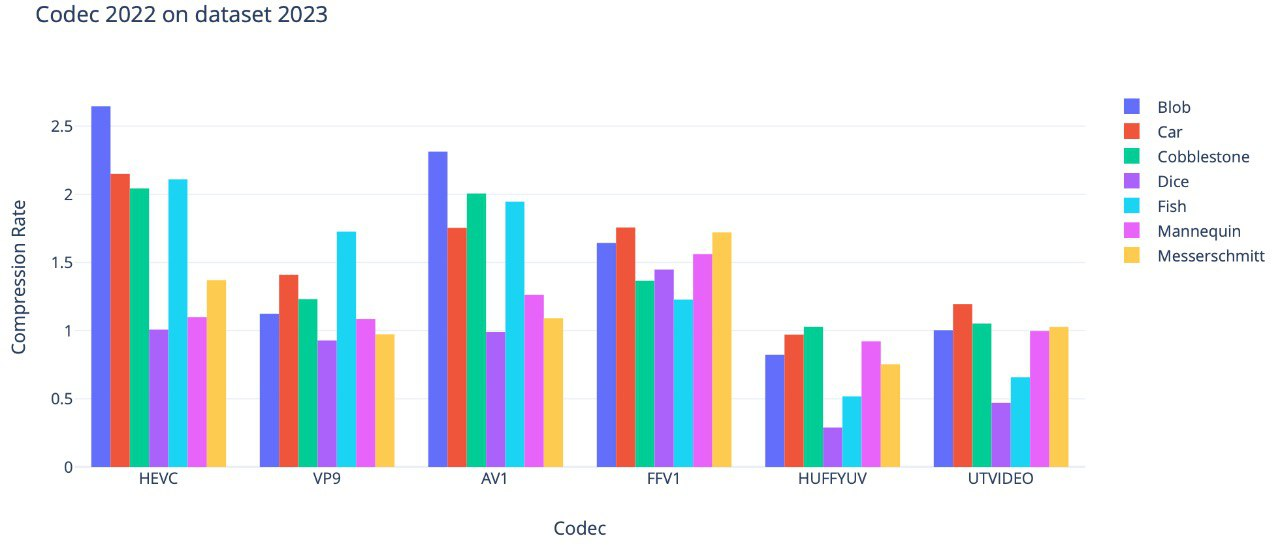 Codec 2022 on dataset 2023
Compression Rate
2.5
2
1.5
1
0.5
0
HEVC
VP9
AV1
FFV1
HUFFYUV
UTVIDEO
Codec
Blob
Car
Cobblestone
Dice
Fish
Mannequin
Messerschmitt